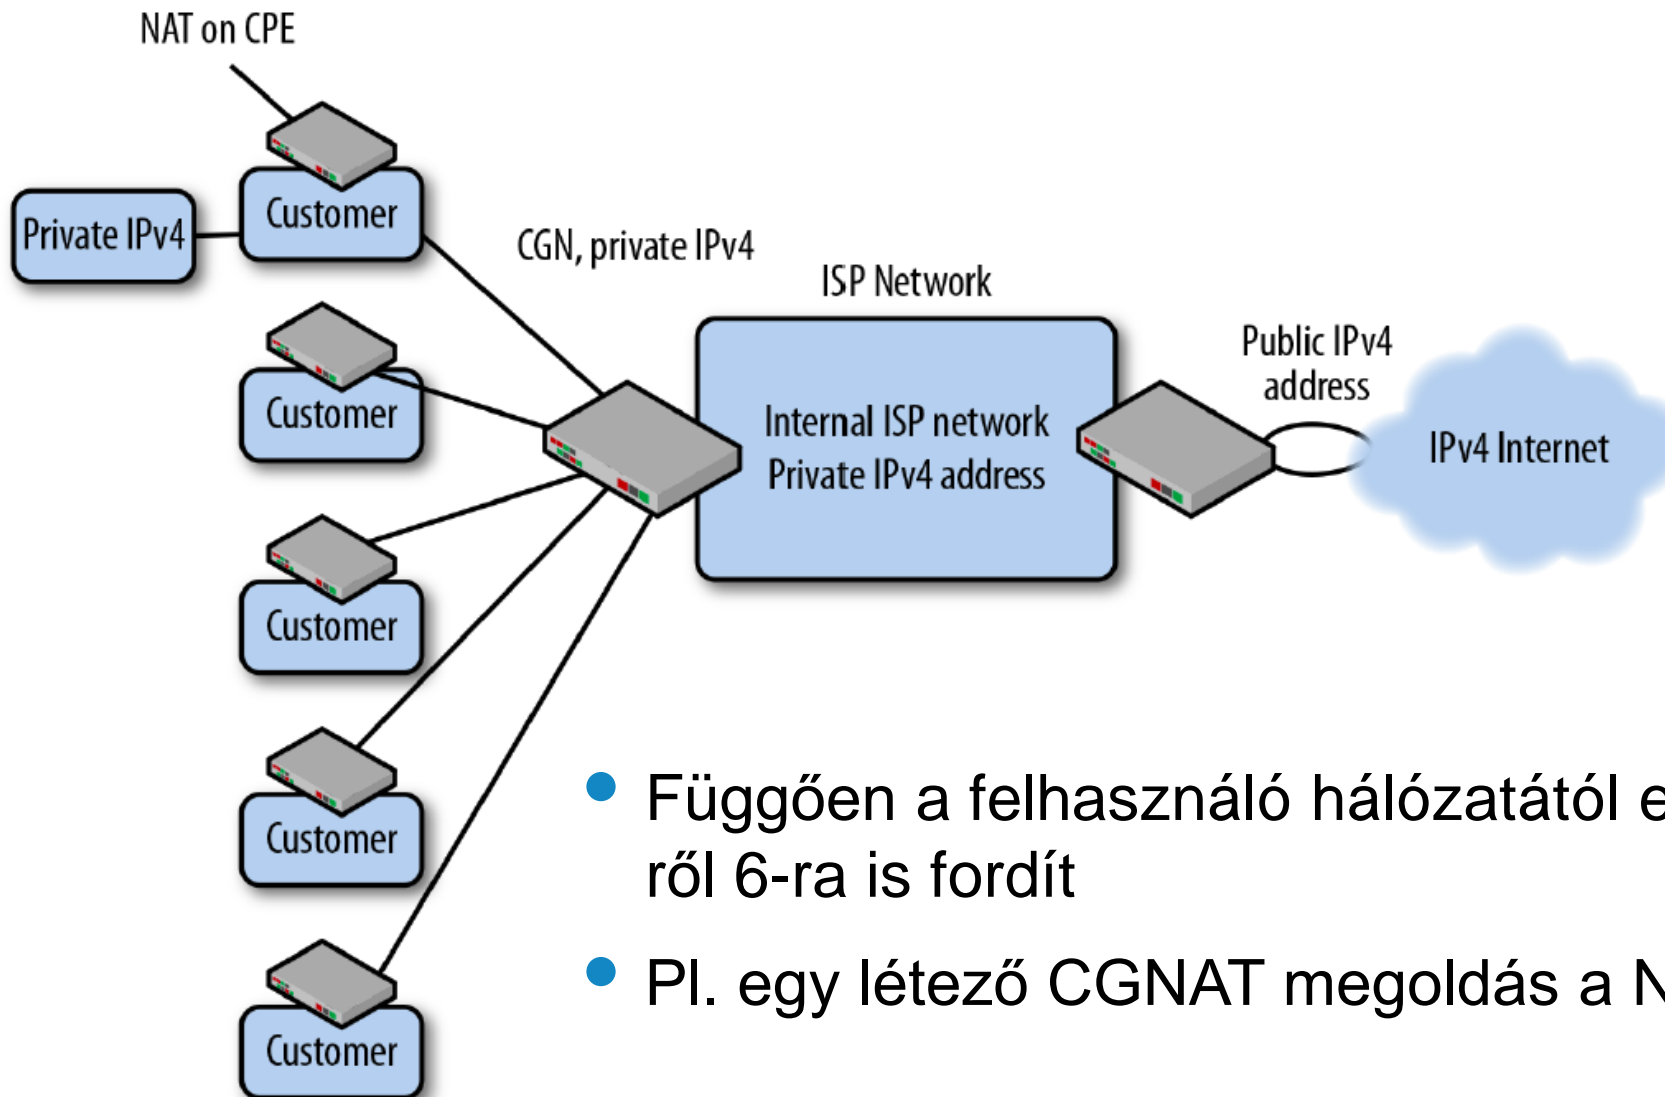 NAT on CPE
Customer
Private IPv4
CGN, private IPv4
ISP Network
Customer
Internal ISP network
Private IPv4 address
Public IPv4
address
IPv4 Internet
Customer
Customer
Customer
Függően a felhasználó hálózatától
ről 6-ra is fordít
Pl. egy létező CGNAT megoldás a